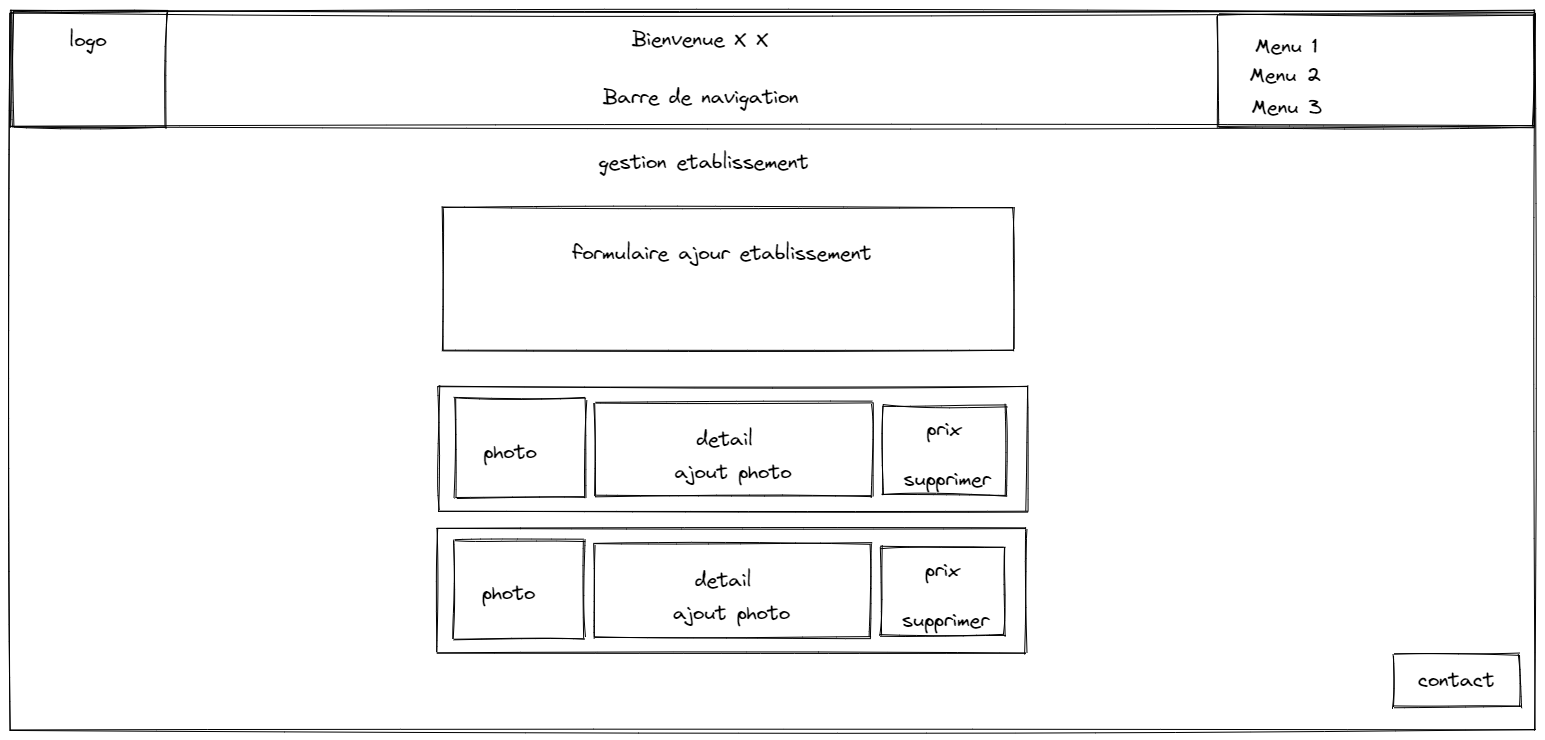 logo
Bienvenue X X
Barre de navigation
Menu 1
Menu 2
Menu 3
gestion etablissement
formulaire ajour etablissement
photo
detail
ajout photo
prix
supprimer
photo
detail
ajout photo
prix
supprimer
contact